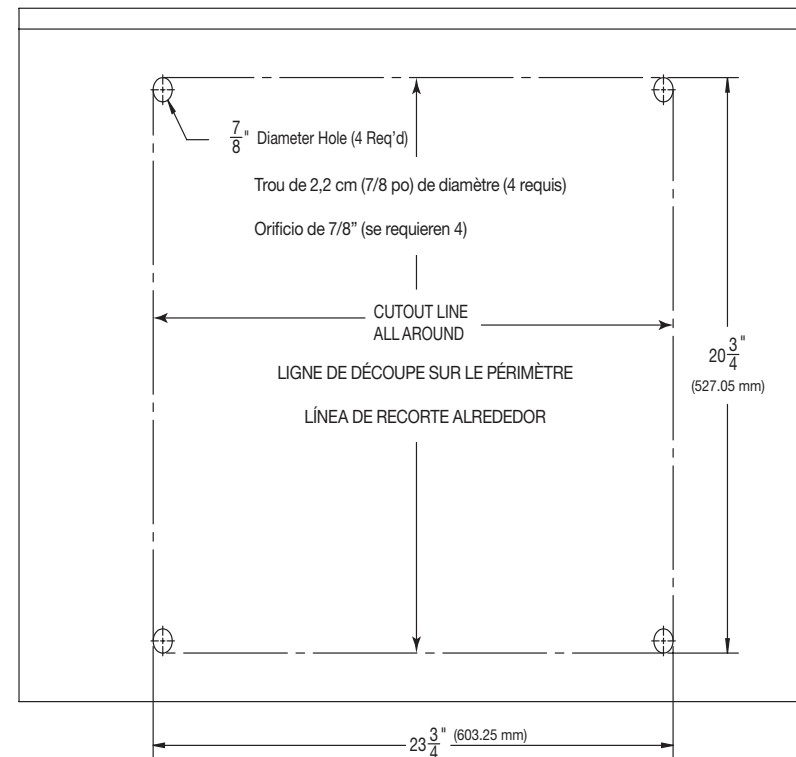 7/8" Diameter Hole (4 Req'd)
Trou de 2,2 cm (7/8 po) de diamètre (4 requis)
Orificio de 7/8” (se requieren 4)
CUTOUT LINE
ALL AROUND
LIGNE DE DÉCOUPE SUR LE PÉRIMÈTRE
LÍNEA DE RECORTE ALREDEDOR
20 3/4"
(527.05 mm)
23 3/4" (603.25 mm)